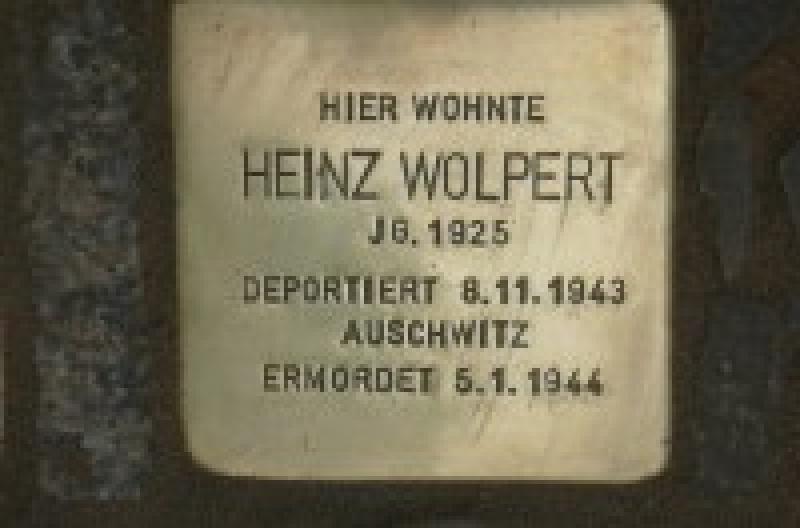 HIER WOHNTE
HEINZ WOLPERT
JG. 1925
DEPORTIERT 8.11.1943
AUSCHWITZ
ERMORDET 5.1.1944